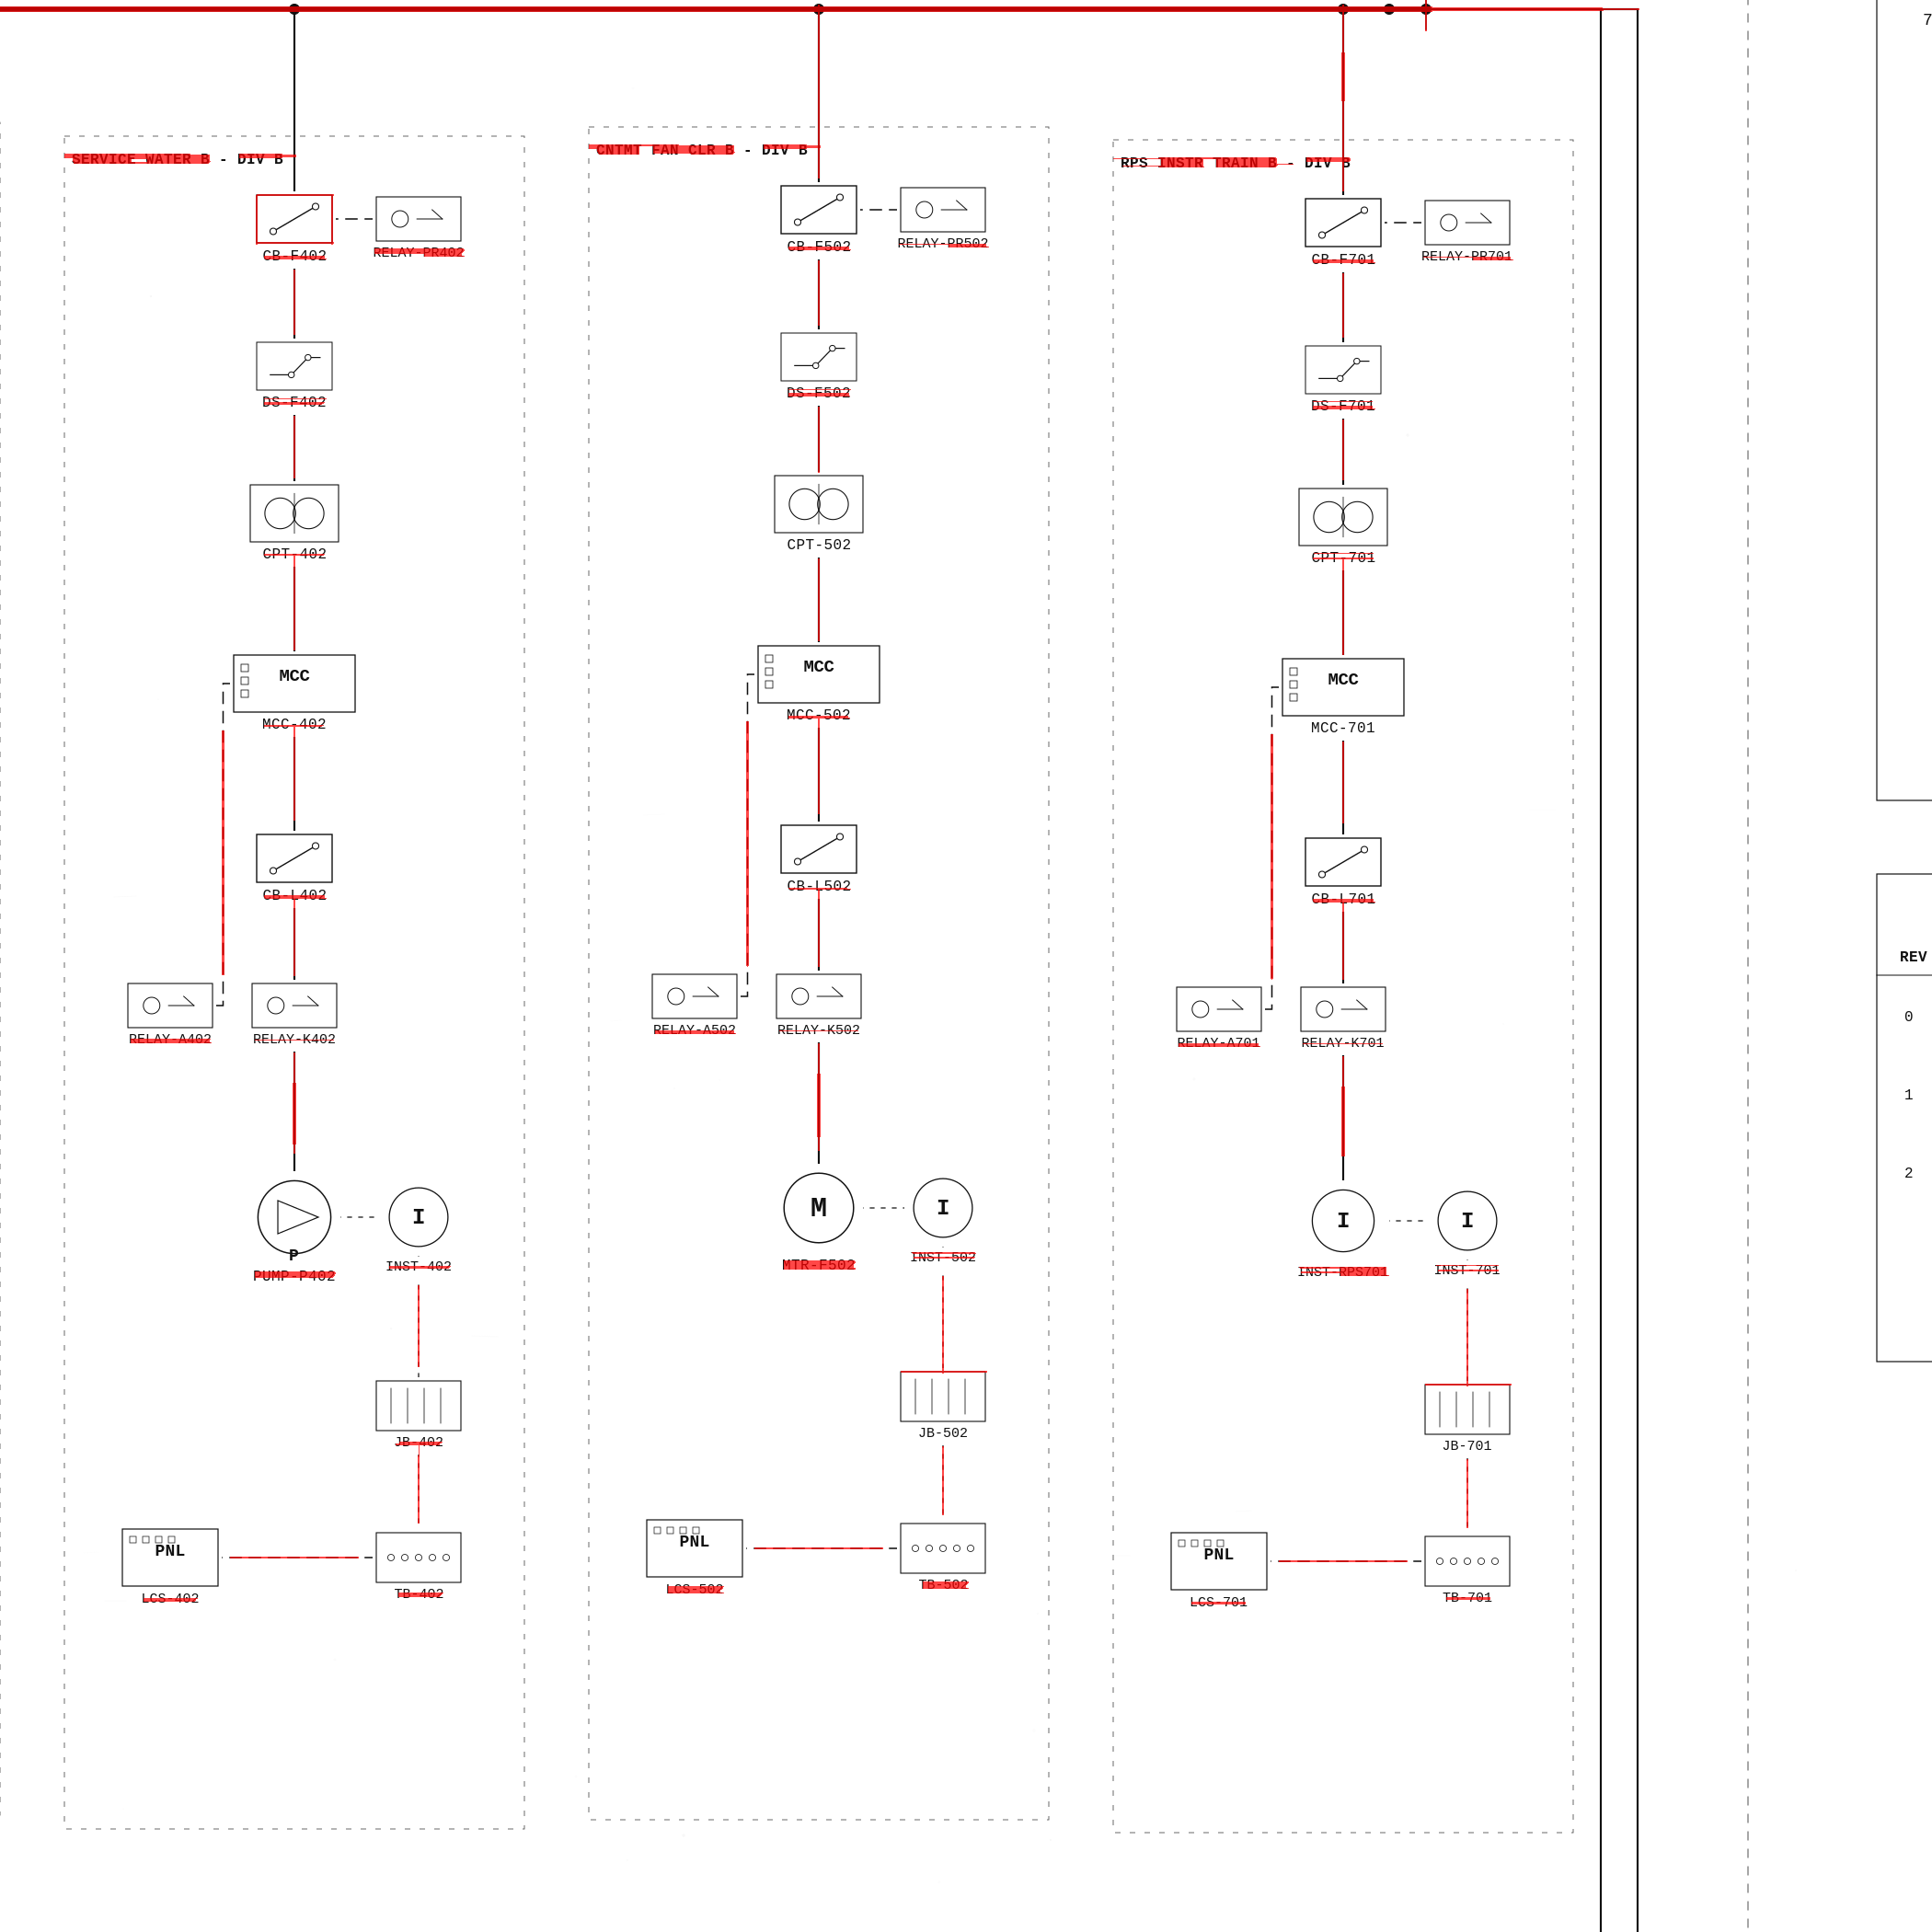 7
SERVICE WATER B - DIV B
CB-F402
RELAY-PR402
DS-F402
CPT-402
MCC
MCC-402
CB-L402
RELAY-A402
RELAY-K402
P
PUMP-P402
I
INST-402
JB-402
PNL
LCS-402
TB-402
CNTMT FAN CLR B - DIV B
CB-F502
RELAY-PR502
DS-F502
CPT-502
MCC
MCC-502
CB-L502
RELAY-A502
RELAY-K502
M
MTR-F502
I
INST-502
JB-502
PNL
LCS-502
TB-502
RPS INSTR TRAIN B - DIV B
CB-F701
RELAY-PR701
DS-F701
CPT-701
MCC
MCC-701
CB-L701
RELAY-A701
RELAY-K701
I
INST-RPS701
I
INST-701
JB-701
PNL
LCS-701
TB-701
REV
0
1
2